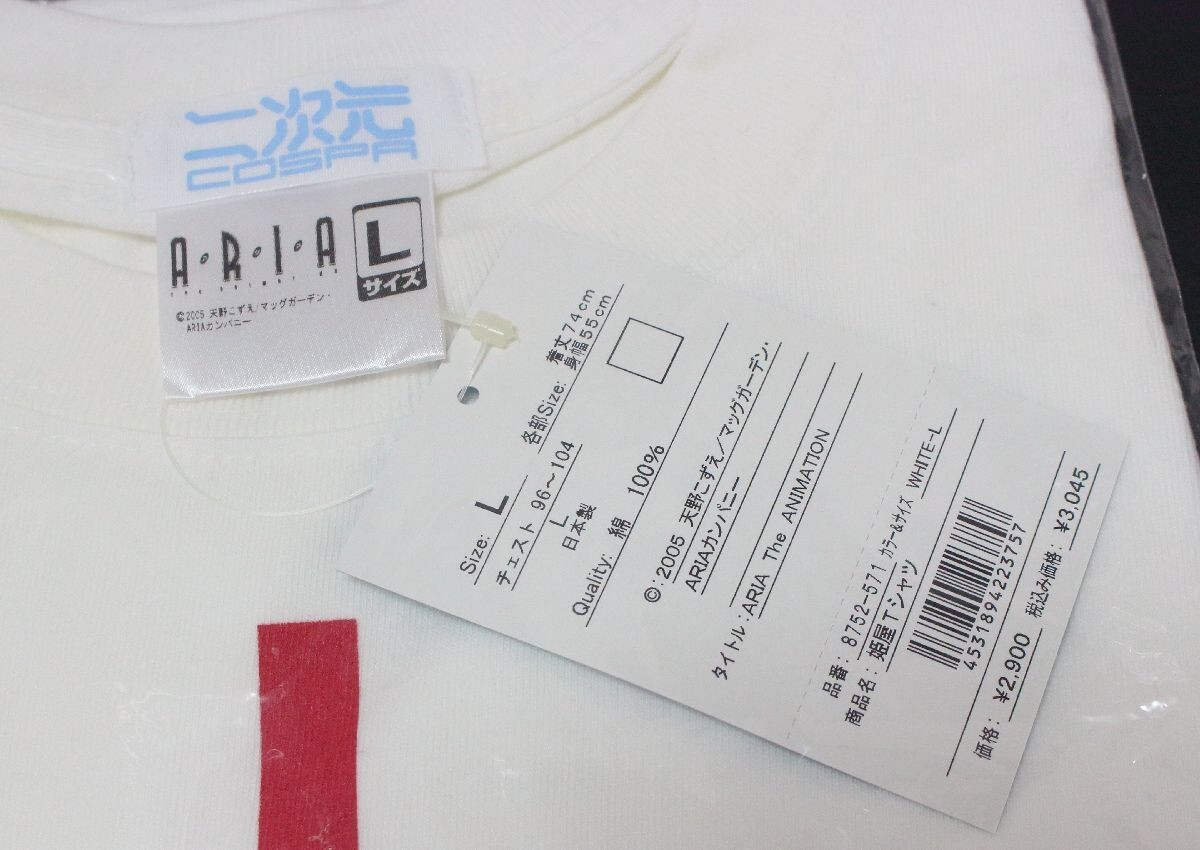 二次元
COSPA
A・R・I・A
L
サイズ
©2005 天野こずえ/マッグガーデン・
ARIAカンパニー
Size: L
各部Size: 着丈74cm
身幅55cm
チェスト 96～104
L
日本製
Quality: 綿 100%
©:2005 天野こずえ/マッグガーデン・
ARIAカンパニー
タイトル:ARIA The ANIMATION
品番: 8752-571 カラー&サイズ WHITE-L
商品名: 姫屋Tシャツ
4531894223757
価格: ¥2,900 税込み価格: ¥3,045